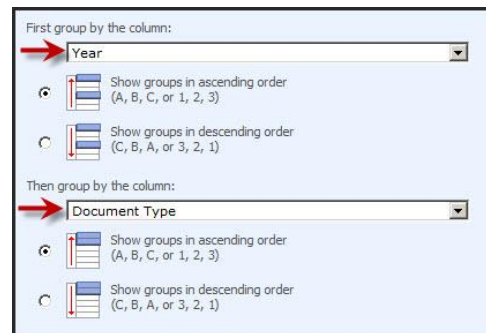 First group by the column:
Year
Show groups in ascending order
(A, B, C, or 1, 2, 3)
Show groups in descending order
(C, B, A, or 3, 2, 1)
Then group by the column:
Document Type
Show groups in ascending order
(A, B, C, or 1, 2, 3)
Show groups in descending order
(C, B, A, or 3, 2, 1)